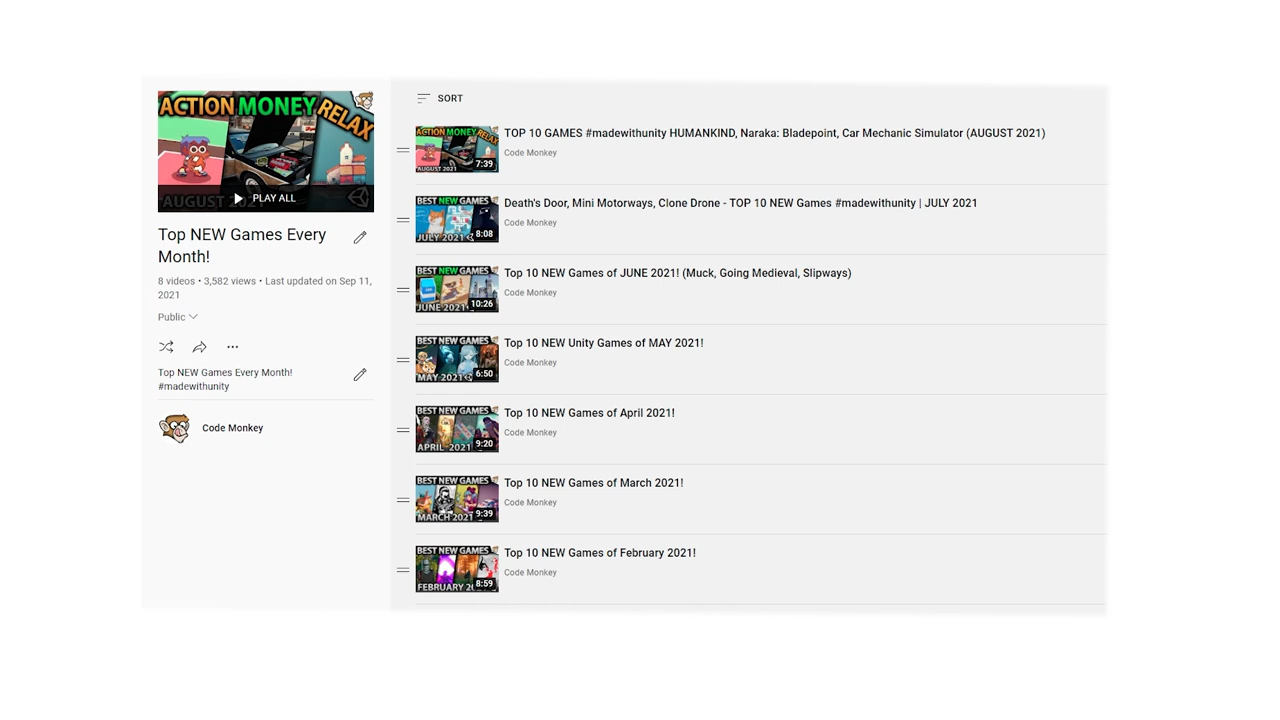 ACTION MONEY RELAX
AUGUST 2021
PLAY ALL
Top NEW Games Every
Month!
8 videos • 3,582 views • Last updated on Sep 11,
2021
Public
Top NEW Games Every Month!
#madewithunity
Code Monkey
SORT
ACTION MONEY RELAX
AUGUST 2021
7:39
TOP 10 GAMES #madewithunity HUMANKIND, Naraka: Bladepoint, Car Mechanic Simulator (AUGUST 2021)
Code Monkey
BEST NEW GAMES
JULY 2021
8:08
Death's Door, Mini Motorways, Clone Drone - TOP 10 NEW Games #madewithunity | JULY 2021
Code Monkey
BEST NEW GAMES
JUNE 2021
10:26
Top 10 NEW Games of JUNE 2021! (Muck, Going Medieval, Slipways)
Code Monkey
BEST NEW GAMES
MAY 2021
6:50
Top 10 NEW Unity Games of MAY 2021!
Code Monkey
BEST NEW GAMES
APRIL 2021
9:20
Top 10 NEW Games of April 2021!
Code Monkey
BEST NEW GAMES
MARCH 2021
9:39
Top 10 NEW Games of March 2021!
Code Monkey
BEST NEW GAMES
FEBRUARY 20
8:59
Top 10 NEW Games of February 2021!
Code Monkey